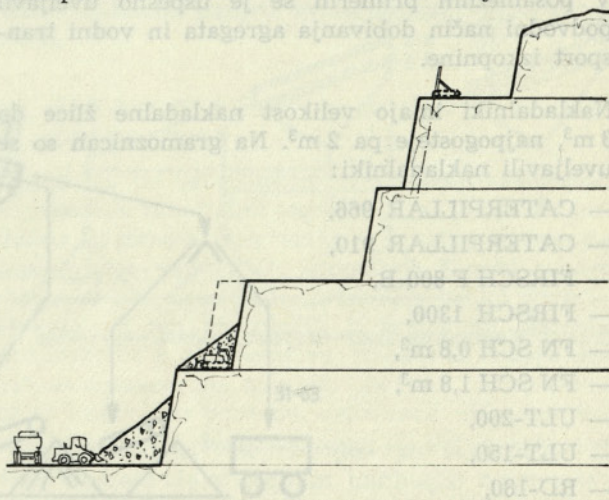 V posameznih primerih se je uspešno uveljavil
podvodni način dobivanja agregata in vodni tran-
sport izkopnine.
Nakladalniki imajo velikost nakladalne žlice do
3 m³, najpogosteje pa 2 m³. Na gramoznicah so se
uveljavili nakladalniki:
— CATERPILLAR 966,
— CATERPILLAR 910,
— FIRSCH F 800 B,
— FIRSCH 1300,
— FN SCH 0,8 m³,
— FN SCH 1,8 m³,
— ULT-200,
— ULT-150,
— RD-180,